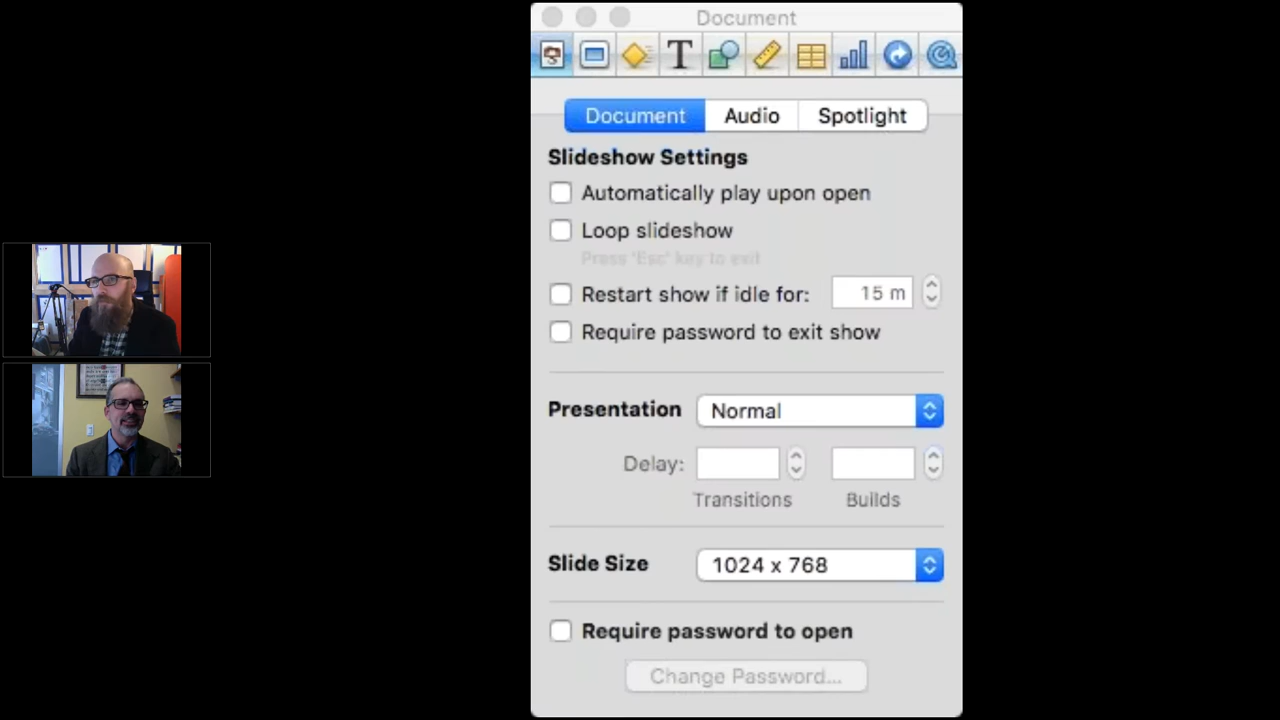 Document
T
Document Audio Spotlight
Slideshow Settings
Automatically play upon open
Loop slideshow
Press 'Esc' key to exit
Restart show if idle for: 15 m
Require password to exit show
Presentation Normal
Delay:
Transitions Builds
Slide Size 1024 x 768
Require password to open
Change Password...